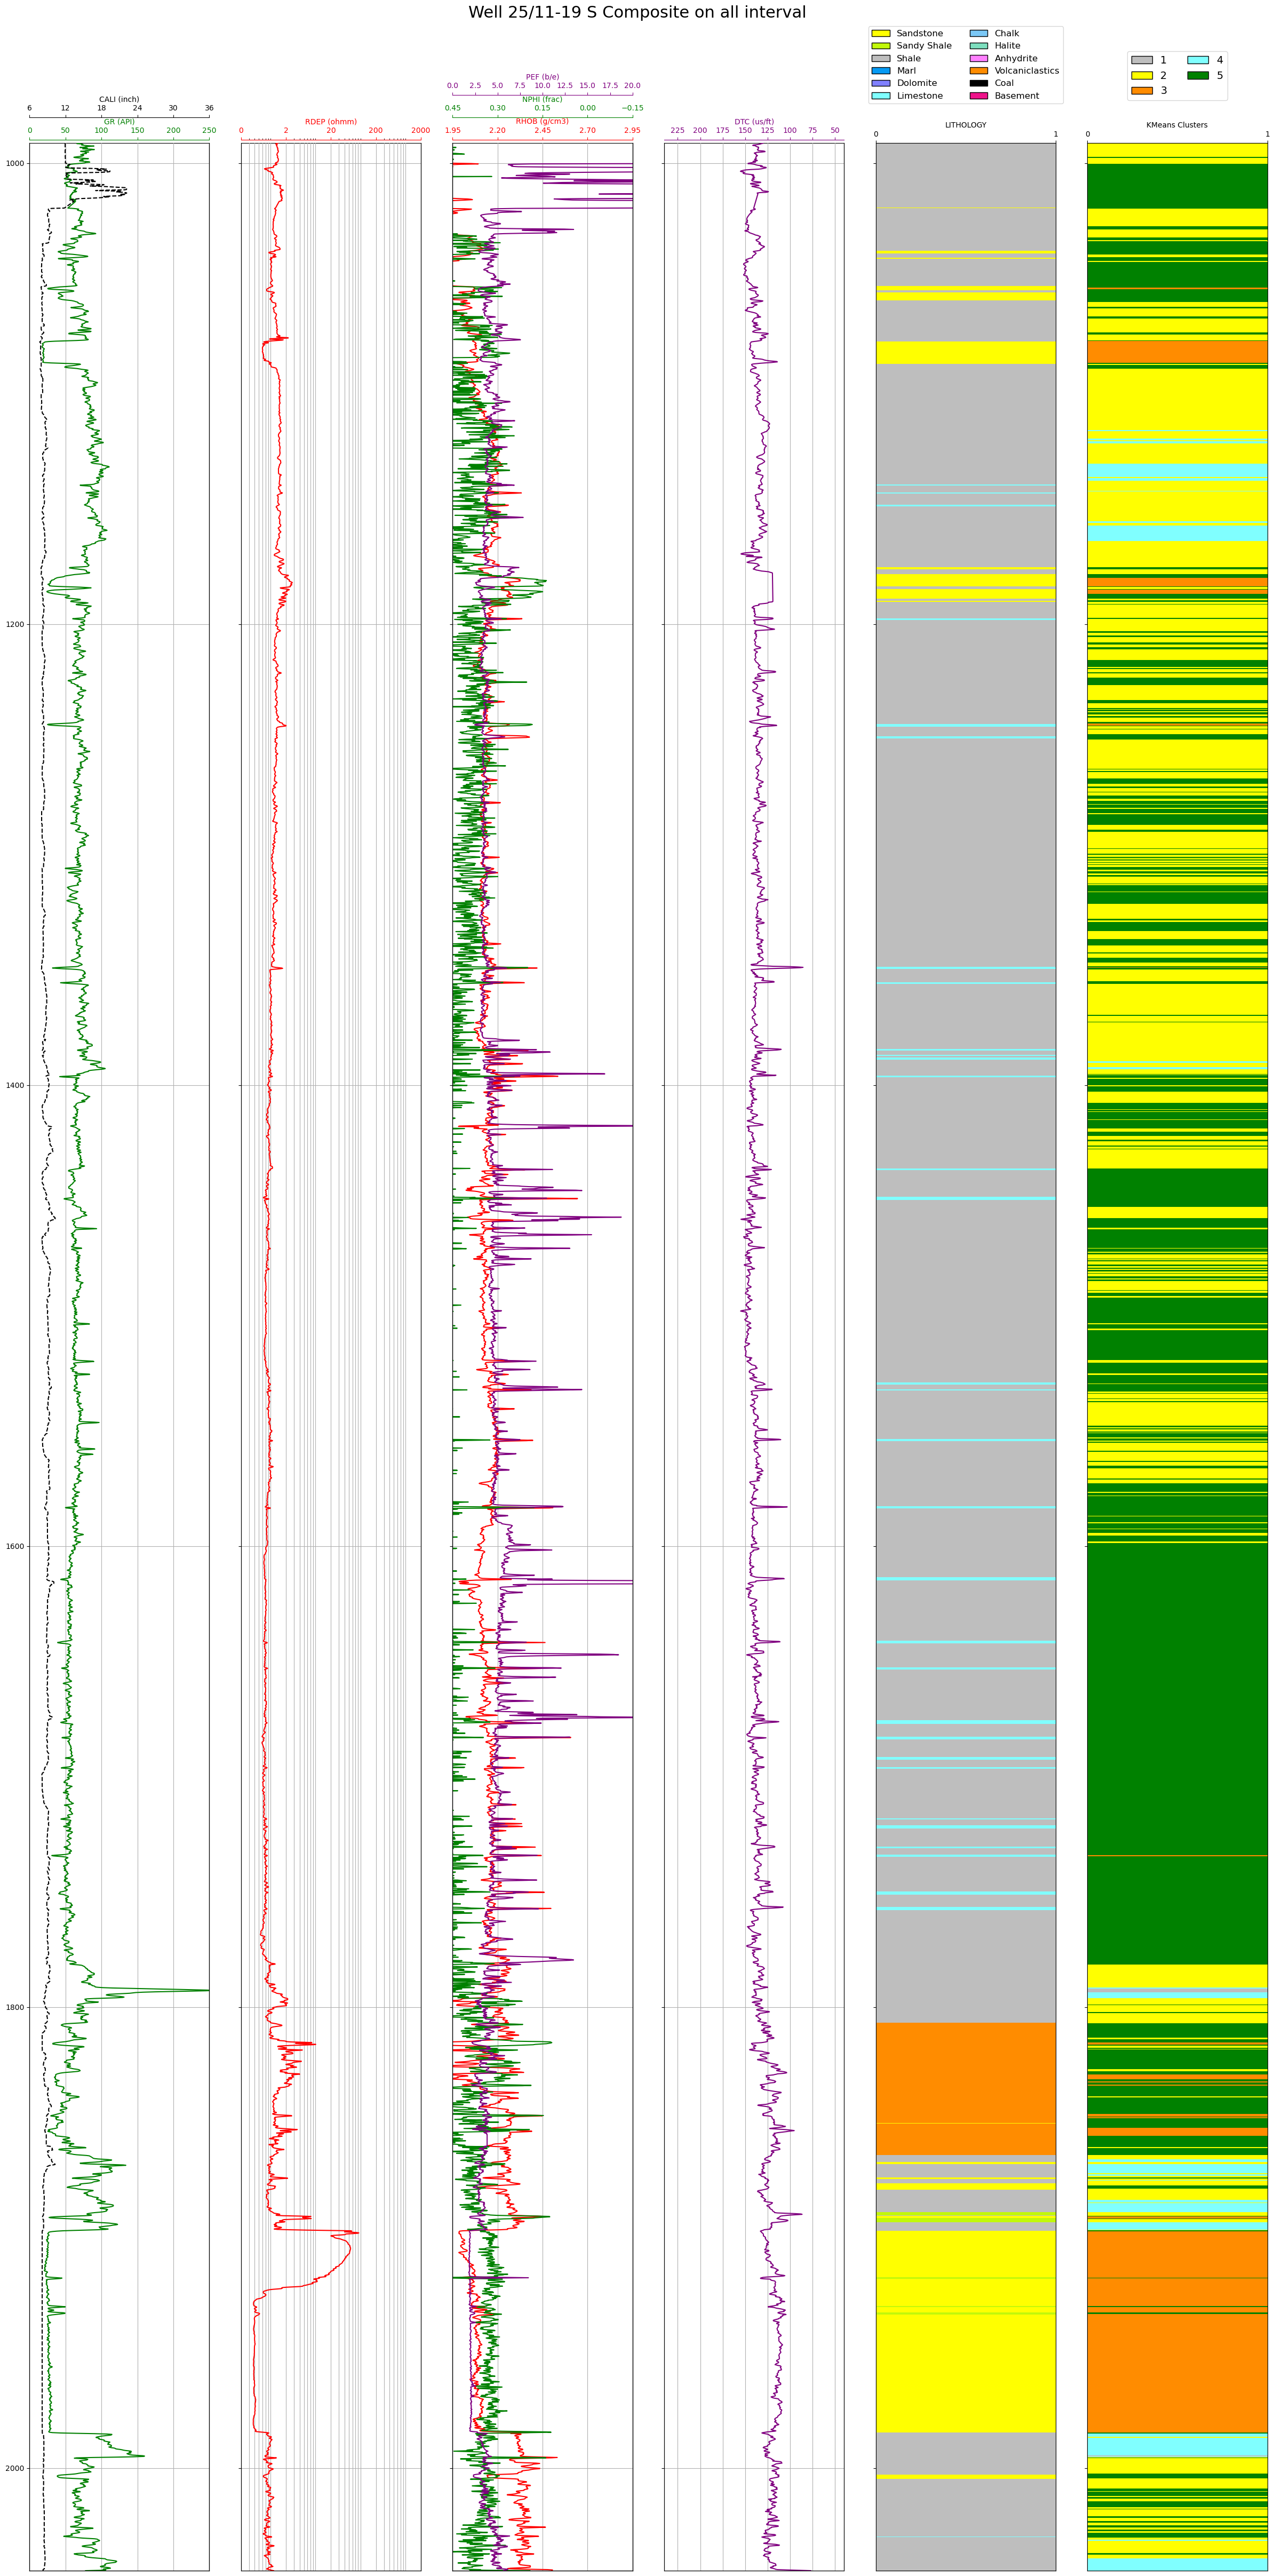 Well 25/11-19 S Composite on all interval
Sandstone Chalk
Sandy Shale Halite
Shale Anhydrite
Marl Volcaniclastics
Dolomite Coal
Limestone Basement
1 4
2 5
3
PEF (b/e)
0.0 2.5 5.0 7.5 10.0 12.5 15.0 17.5 20.0
CALI (inch) NPHI (frac)
6 12 18 24 30 36 0.45 0.30 0.15 0.00 −0.15
GR (API) RDEP (ohmm) RHOB (g/cm3) DTC (us/ft) LITHOLOGY KMeans Clusters
0 50 100 150 200 250 0 2 20 200 2000 1.95 2.20 2.45 2.70 2.95 225 200 175 150 125 100 75 50 0 1 0 1
1000
1200
1400
1600
1800
2000